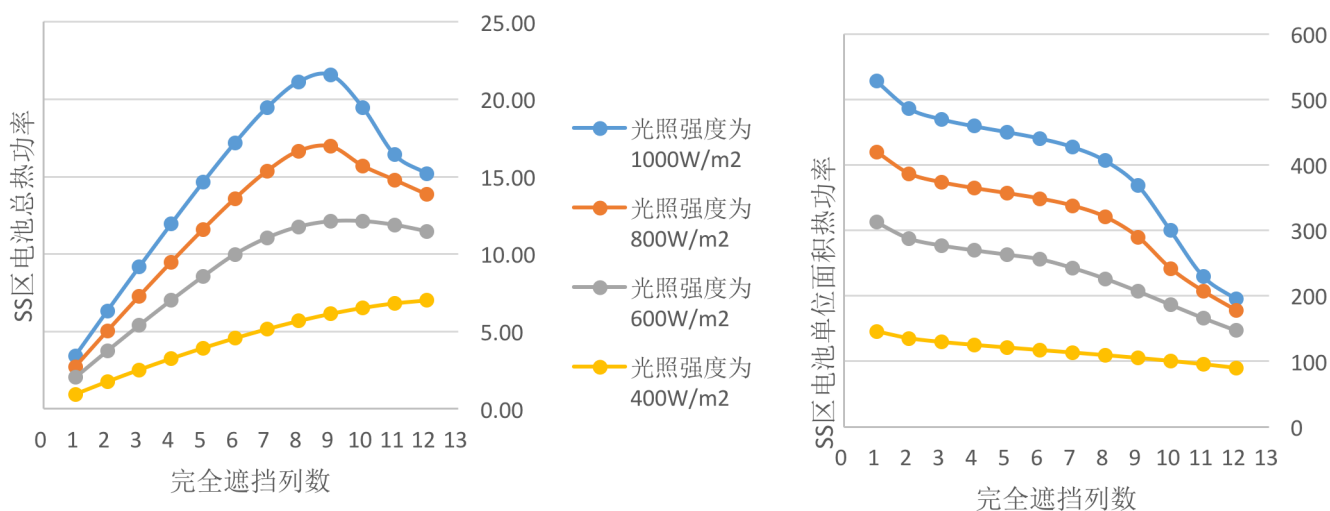 SS区电池总热功率
25.00
20.00
15.00
10.00
5.00
0.00
0 1 2 3 4 5 6 7 8 9 10 11 12 13
完全遮挡列数
光照强度为
1000W/m2
光照强度为
800W/m2
光照强度为
600W/m2
光照强度为
400W/m2
SS区电池单位面积热功率
600
500
400
300
200
100
0
0 1 2 3 4 5 6 7 8 9 10 11 12 13
完全遮挡列数